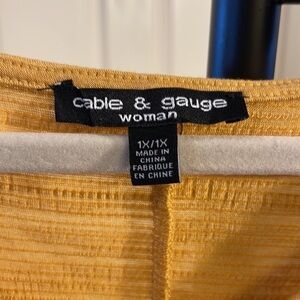 cable & gauge
woman
1X/1X
MADE IN
CHINA
FABRIQUE
EN CHINE